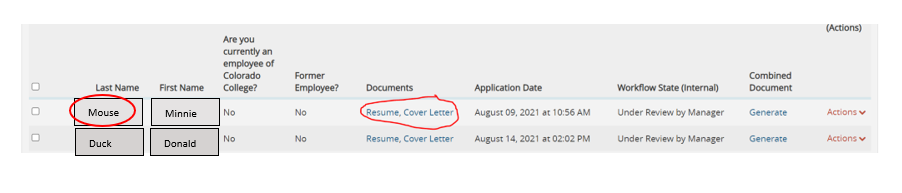 (Actions)
Are you
currently an
employee of
Colorado Former Combined
Last Name First Name College? Employee? Documents Application Date Workflow State (Internal) Document
Mouse Minnie No No Resume, Cover Letter August 09, 2021 at 10:56 AM Under Review by Manager Generate Actions
Duck Donald No No Resume, Cover Letter August 14, 2021 at 02:02 PM Under Review by Manager Generate Actions